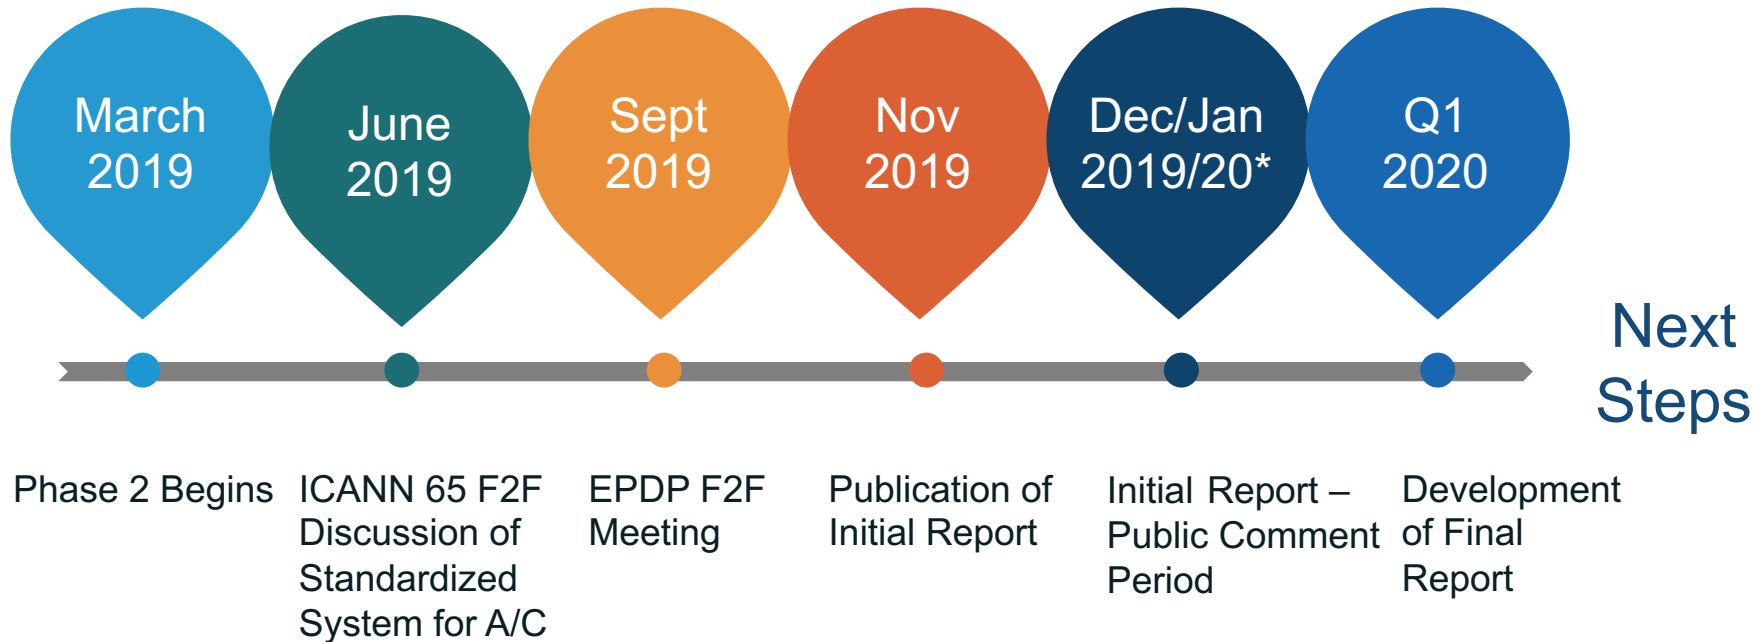 March
2019
June
2019
Sept
2019
Nov
2019
Dec/Jan
2019/20*
Q1
2020
Next
Steps
Phase 2 Begins
ICANN 65 F2F
Discussion of
Standardized
System for A/C
EPDP F2F
Meeting
Publication of
Initial Report
Initial Report –
Public Comment
Period
Development
of Final
Report